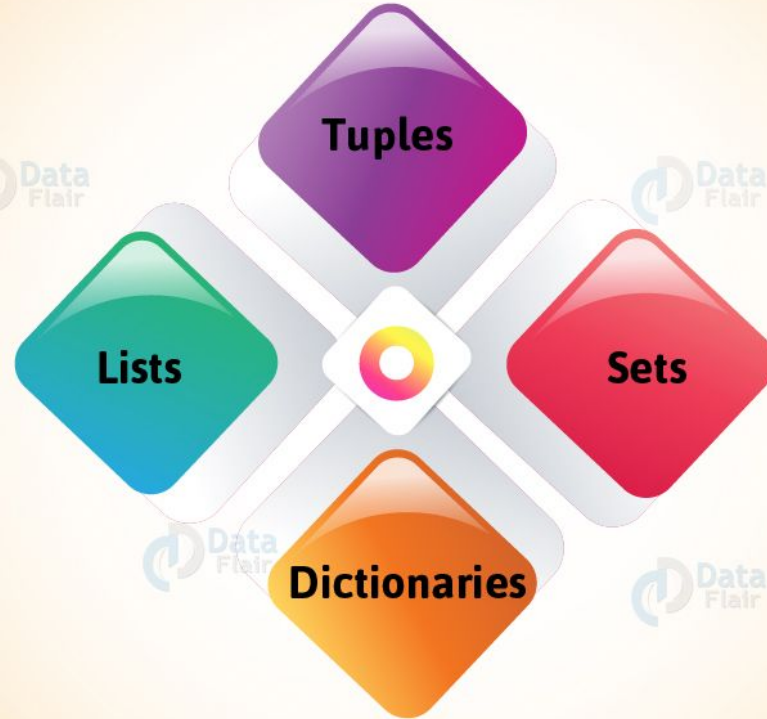 Tuples
Data
Flair
Data
Flair
Lists
Sets
Data
Flair
Dictionaries
Data
Flair